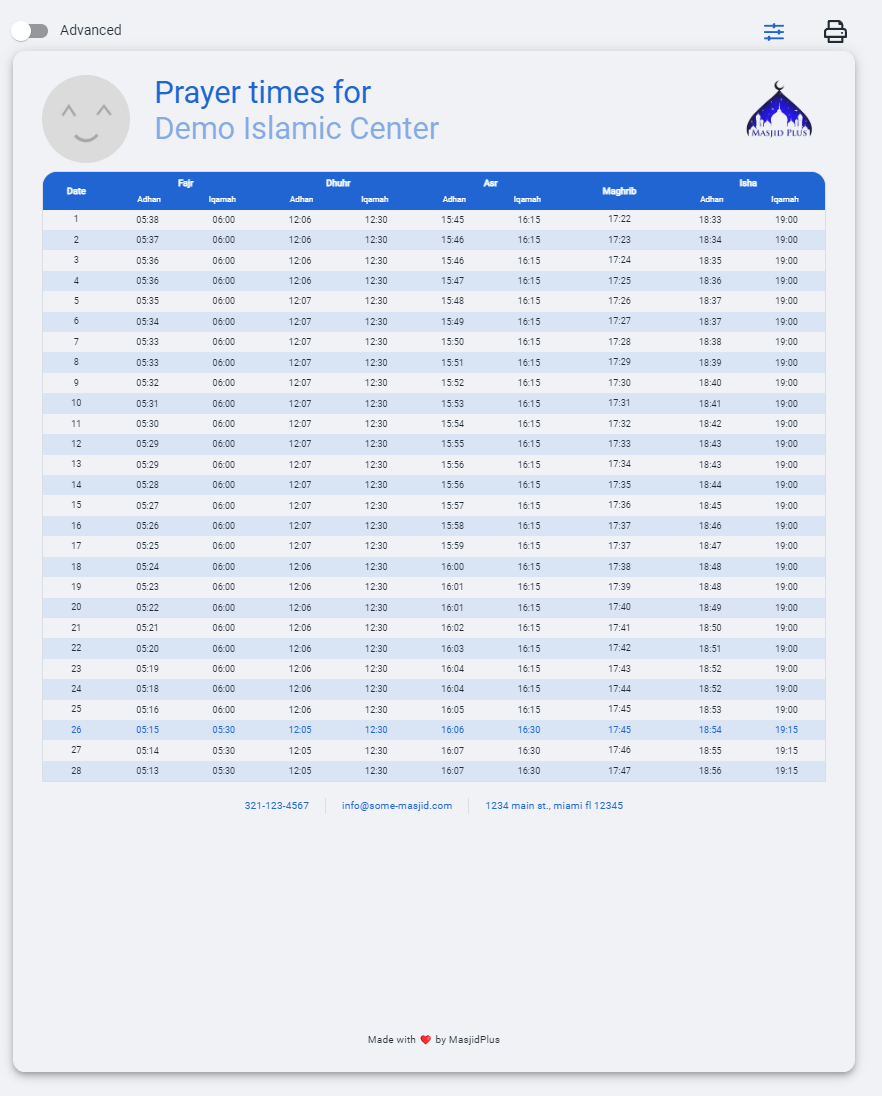 Advanced
Prayer times for
Demo Islamic Center
MASJID PLUS
Date Fajr Dhuhr Asr Maghrib Isha
Adhan Iqamah Adhan Iqamah Adhan Iqamah Adhan Iqamah
1 05:38 06:00 12:06 12:30 15:45 16:15 17:22 18:33 19:00
2 05:37 06:00 12:06 12:30 15:46 16:15 17:23 18:34 19:00
3 05:36 06:00 12:06 12:30 15:46 16:15 17:24 18:35 19:00
4 05:36 06:00 12:06 12:30 15:47 16:15 17:25 18:36 19:00
5 05:35 06:00 12:07 12:30 15:48 16:15 17:26 18:37 19:00
6 05:34 06:00 12:07 12:30 15:49 16:15 17:27 18:37 19:00
7 05:33 06:00 12:07 12:30 15:50 16:15 17:28 18:38 19:00
8 05:33 06:00 12:07 12:30 15:51 16:15 17:29 18:39 19:00
9 05:32 06:00 12:07 12:30 15:52 16:15 17:30 18:40 19:00
10 05:31 06:00 12:07 12:30 15:53 16:15 17:31 18:41 19:00
11 05:30 06:00 12:07 12:30 15:54 16:15 17:32 18:42 19:00
12 05:29 06:00 12:07 12:30 15:55 16:15 17:33 18:43 19:00
13 05:29 06:00 12:07 12:30 15:56 16:15 17:34 18:43 19:00
14 05:28 06:00 12:07 12:30 15:56 16:15 17:35 18:44 19:00
15 05:27 06:00 12:07 12:30 15:57 16:15 17:36 18:45 19:00
16 05:26 06:00 12:07 12:30 15:58 16:15 17:37 18:46 19:00
17 05:25 06:00 12:07 12:30 15:59 16:15 17:37 18:47 19:00
18 05:24 06:00 12:06 12:30 16:00 16:15 17:38 18:48 19:00
19 05:23 06:00 12:06 12:30 16:01 16:15 17:39 18:48 19:00
20 05:22 06:00 12:06 12:30 16:01 16:15 17:40 18:49 19:00
21 05:21 06:00 12:06 12:30 16:02 16:15 17:41 18:50 19:00
22 05:20 06:00 12:06 12:30 16:03 16:15 17:42 18:51 19:00
23 05:19 06:00 12:06 12:30 16:04 16:15 17:43 18:52 19:00
24 05:18 06:00 12:06 12:30 16:04 16:15 17:44 18:52 19:00
25 05:16 06:00 12:06 12:30 16:05 16:15 17:45 18:53 19:00
26 05:15 05:30 12:05 12:30 16:06 16:30 17:45 18:54 19:15
27 05:14 05:30 12:05 12:30 16:07 16:30 17:46 18:55 19:15
28 05:13 05:30 12:05 12:30 16:07 16:30 17:47 18:56 19:15
321-123-4567 info@some-masjid.com 1234 main st., miami fl 12345
Made with ❤️ by MasjidPlus